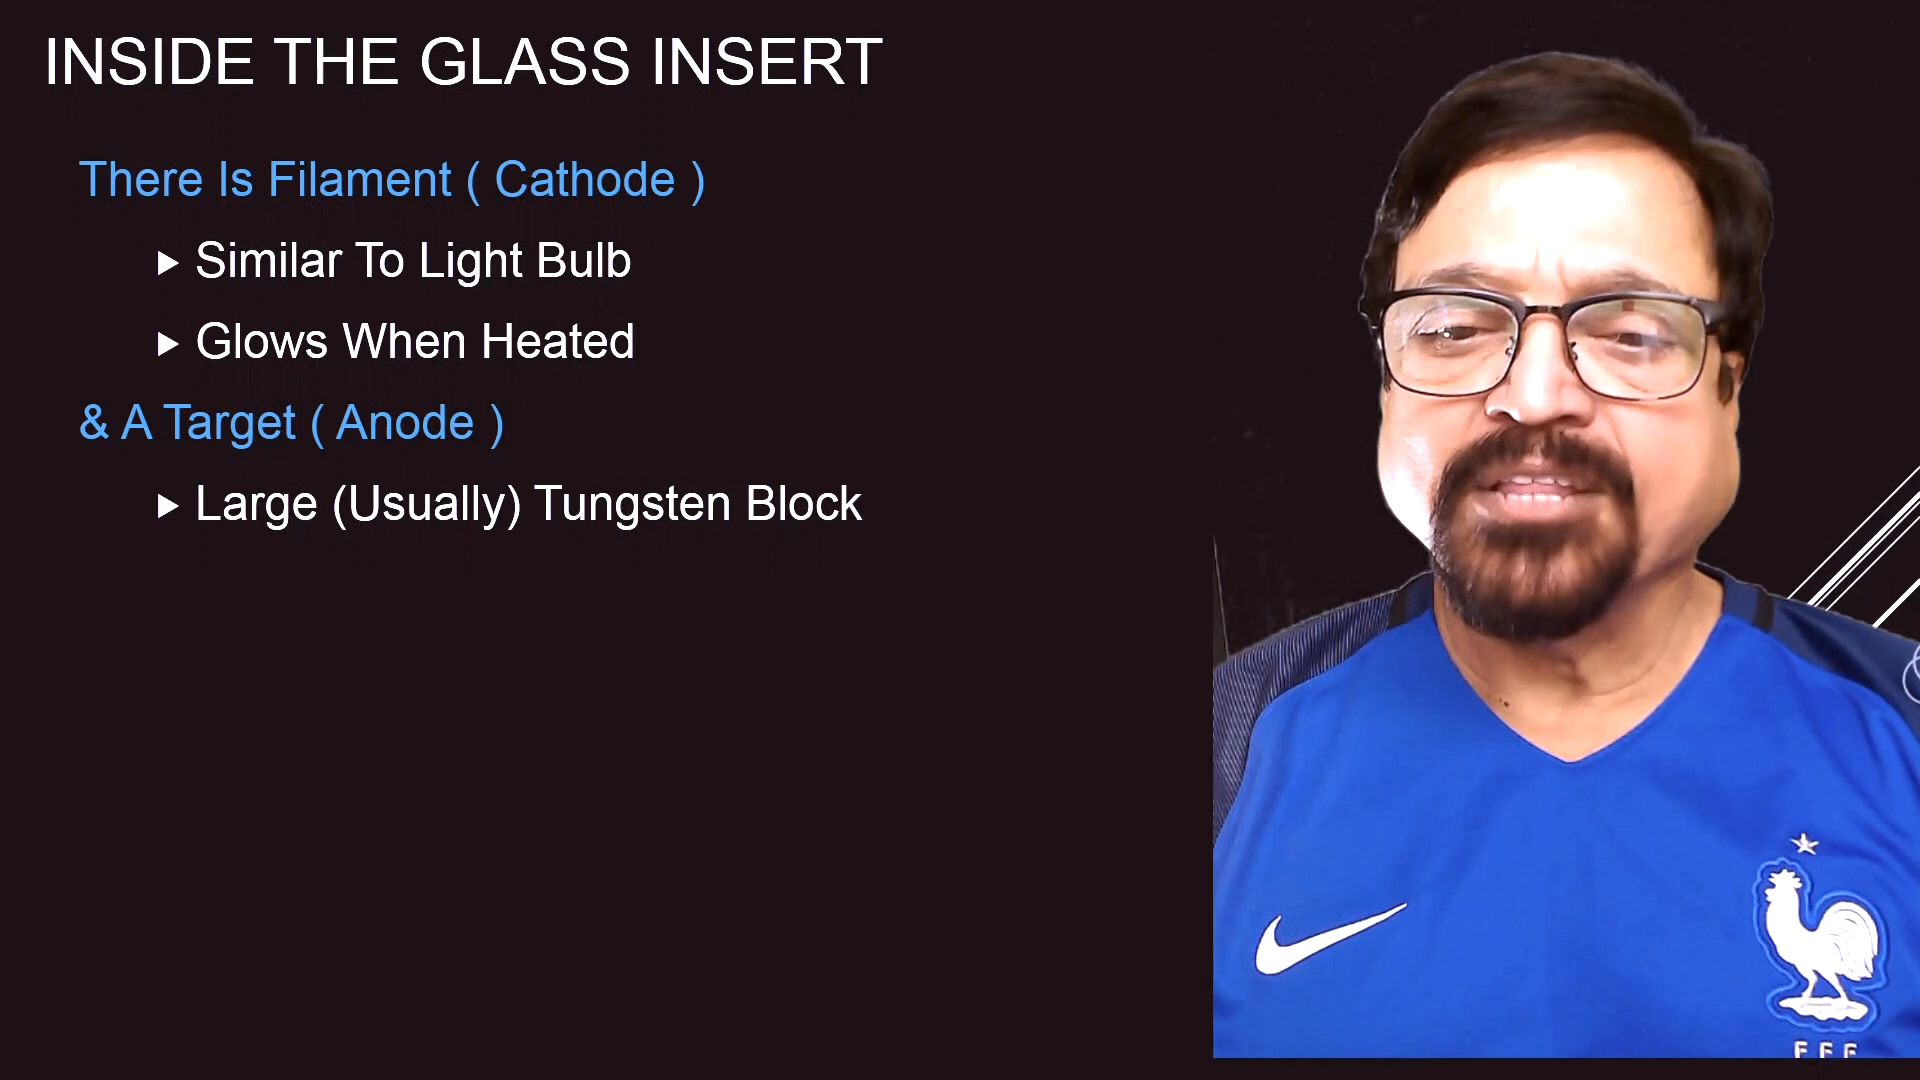 INSIDE THE GLASS INSERT
There Is Filament ( Cathode )
Similar To Light Bulb
Glows When Heated
& A Target ( Anode )
Large (Usually) Tungsten Block
FFF